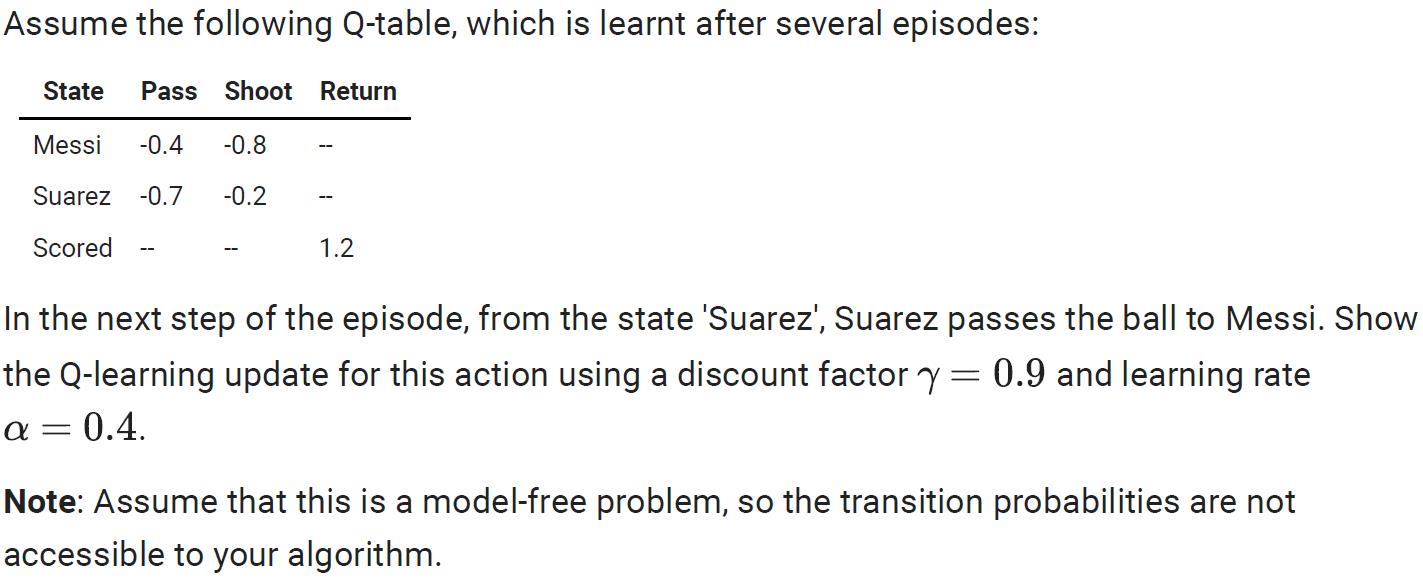 Assume the following Q-table, which is learnt after several episodes:
State Pass Shoot Return
Messi -0.4 -0.8 --
Suarez -0.7 -0.2 --
Scored -- -- 1.2
In the next step of the episode, from the state 'Suarez', Suarez passes the ball to Messi. Show
the Q-learning update for this action using a discount factor γ = 0.9 and learning rate
α = 0.4.
Note: Assume that this is a model-free problem, so the transition probabilities are not
accessible to your algorithm.